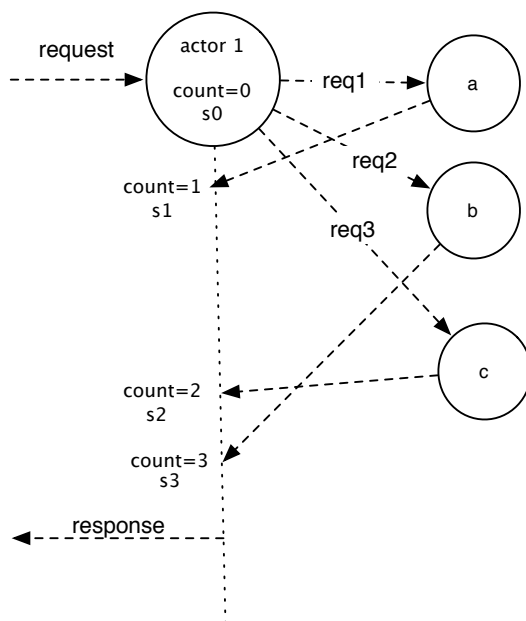 request
actor 1
count=0
s0
req1
a
req2
count=1
s1
b
req3
c
count=2
s2
count=3
s3
response